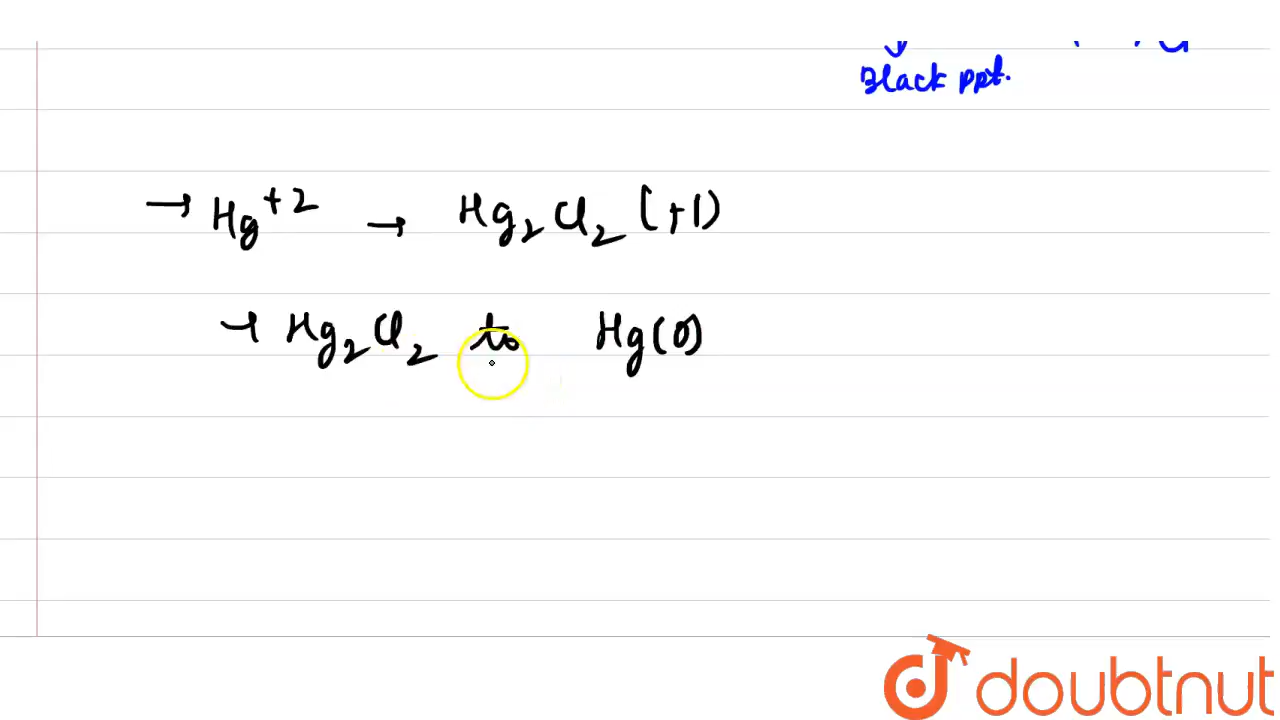 Black ppt.
→ Hg⁺² → Hg₂Cl₂ (+1)
→ Hg₂Cl₂ to Hg(0)
doubtnut